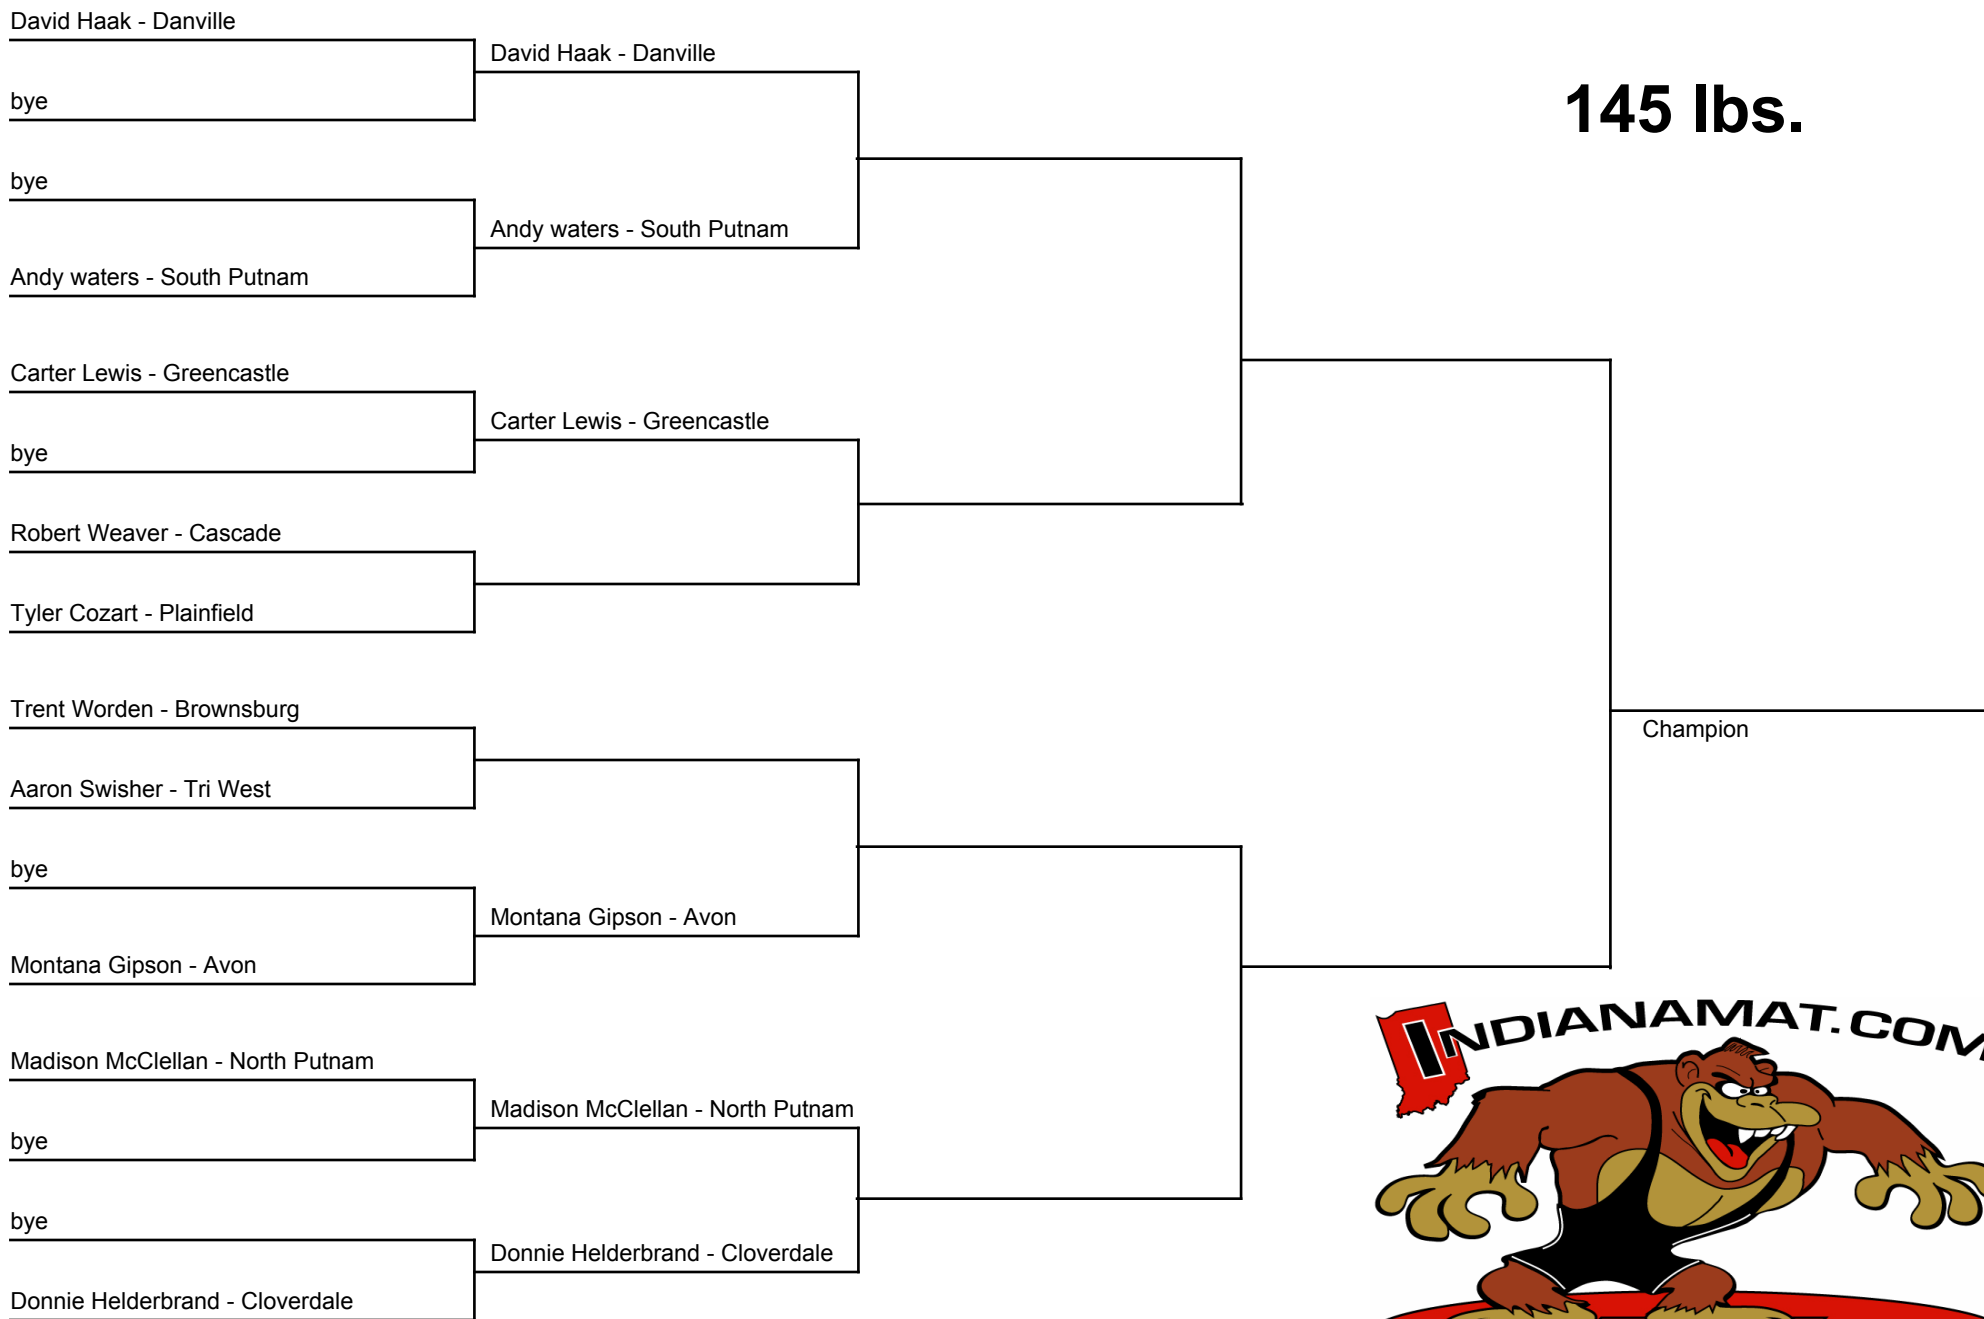 David Haak - Danville
David Haak - Danville
bye
145 lbs.
bye
Andy waters - South Putnam
Andy waters - South Putnam
Carter Lewis - Greencastle
Carter Lewis - Greencastle
bye
Robert Weaver - Cascade
Tyler Cozart - Plainfield
Trent Worden - Brownsburg
Champion
Aaron Swisher - Tri West
bye
Montana Gipson - Avon
Montana Gipson - Avon
INDIANAMAT.COM
Madison McClellan - North Putnam
Madison McClellan - North Putnam
bye
bye
Donnie Helderbrand - Cloverdale
Donnie Helderbrand - Cloverdale